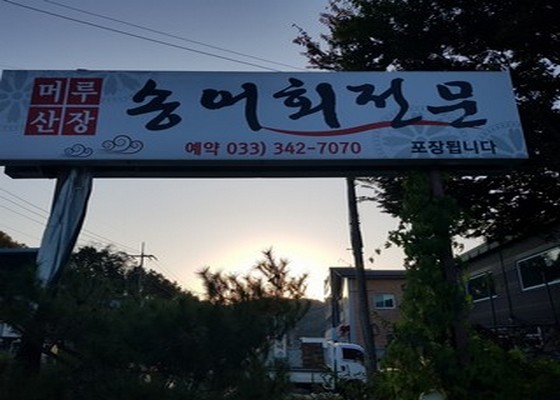 머루
산장
송어회전문
예약 033) 342-7070
포장됩니다